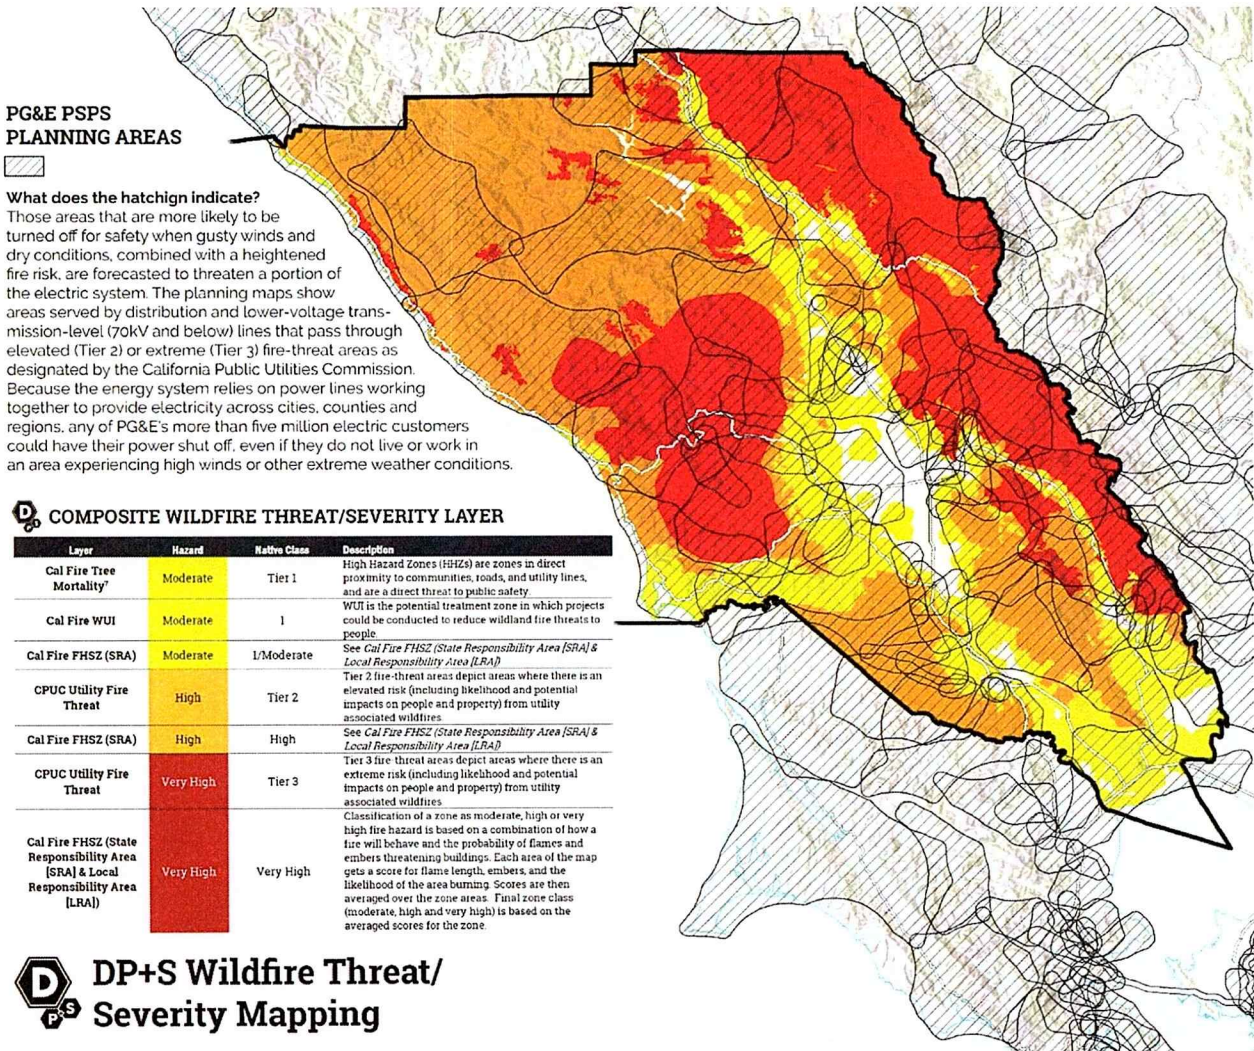 PG&E PSPS
PLANNING AREAS
What does the hatchign indicate?
Those areas that are more likely to be
turned off for safety when gusty winds and
dry conditions, combined with a heightened
fire risk, are forecasted to threaten a portion of
the electric system. The planning maps show
areas served by distribution and lower-voltage trans-
mission-level (70kV and below) lines that pass through
elevated (Tier 2) or extreme (Tier 3) fire-threat areas as
designated by the California Public Utilities Commission.
Because the energy system relies on power lines working
together to provide electricity across cities, counties and
regions, any of PG&E's more than five million electric customers
could have their power shut off, even if they do not live or work in
an area experiencing high winds or other extreme weather conditions.
D P S COMPOSITE WILDFIRE THREAT/SEVERITY LAYER
Layer Hazard Native Class Description
Cal Fire Tree
Mortality⁷
Moderate
Tier 1
High Hazard Zones (HHZs) are zones in direct
proximity to communities, roads, and utility lines,
and are a direct threat to public safety.
Cal Fire WUI
Moderate
1
WUI is the potential treatment zone in which projects
could be conducted to reduce wildland fire threats to
people.
Cal Fire FHSZ (SRA)
Moderate
1/Moderate
See Cal Fire FHSZ (State Responsibility Area [SRA] &
Local Responsibility Area [LRA])
CPUC Utility Fire
Threat
High
Tier 2
Tier 2 fire-threat areas depict areas where there is an
elevated risk (including likelihood and potential
impacts on people and property) from utility
associated wildfires.
Cal Fire FHSZ (SRA)
High
High
See Cal Fire FHSZ (State Responsibility Area [SRA] &
Local Responsibility Area [LRA])
CPUC Utility Fire
Threat
Very High
Tier 3
Tier 3 fire-threat areas depict areas where there is an
extreme risk (including likelihood and potential
impacts on people and property) from utility
associated wildfires
Cal Fire FHSZ (State
Responsibility Area
[SRA] & Local
Responsibility Area
[LRA])
Very High
Very High
Classification of a zone as moderate, high or very
high fire hazard is based on a combination of how a
fire will behave and the probability of flames and
embers threatening buildings. Each area of the map
gets a score for flame length, embers, and the
likelihood of the area burning. Scores are then
averaged over the zone areas. Final zone class
(moderate, high and very high) is based on the
averaged scores for the zone.
D P S
DP+S Wildfire Threat/
Severity Mapping